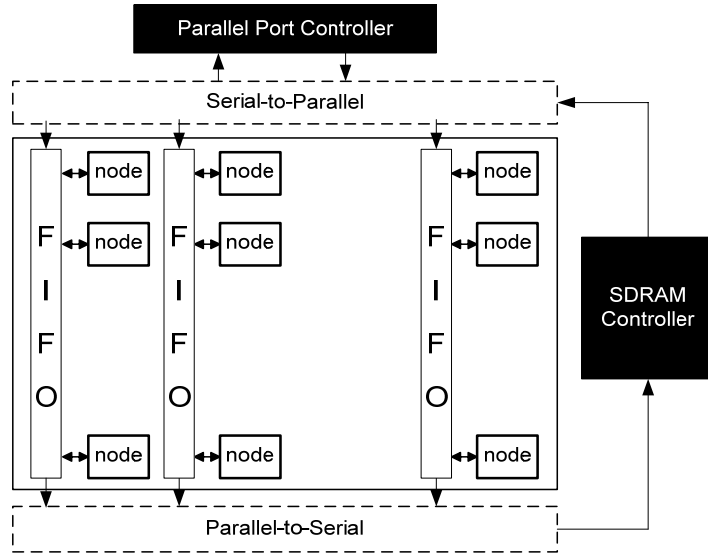 Parallel Port Controller
Serial-to-Parallel
node node node
node node node
F F F
I I I
F F F
O O O
SDRAM
Controller
node node node
Parallel-to-Serial